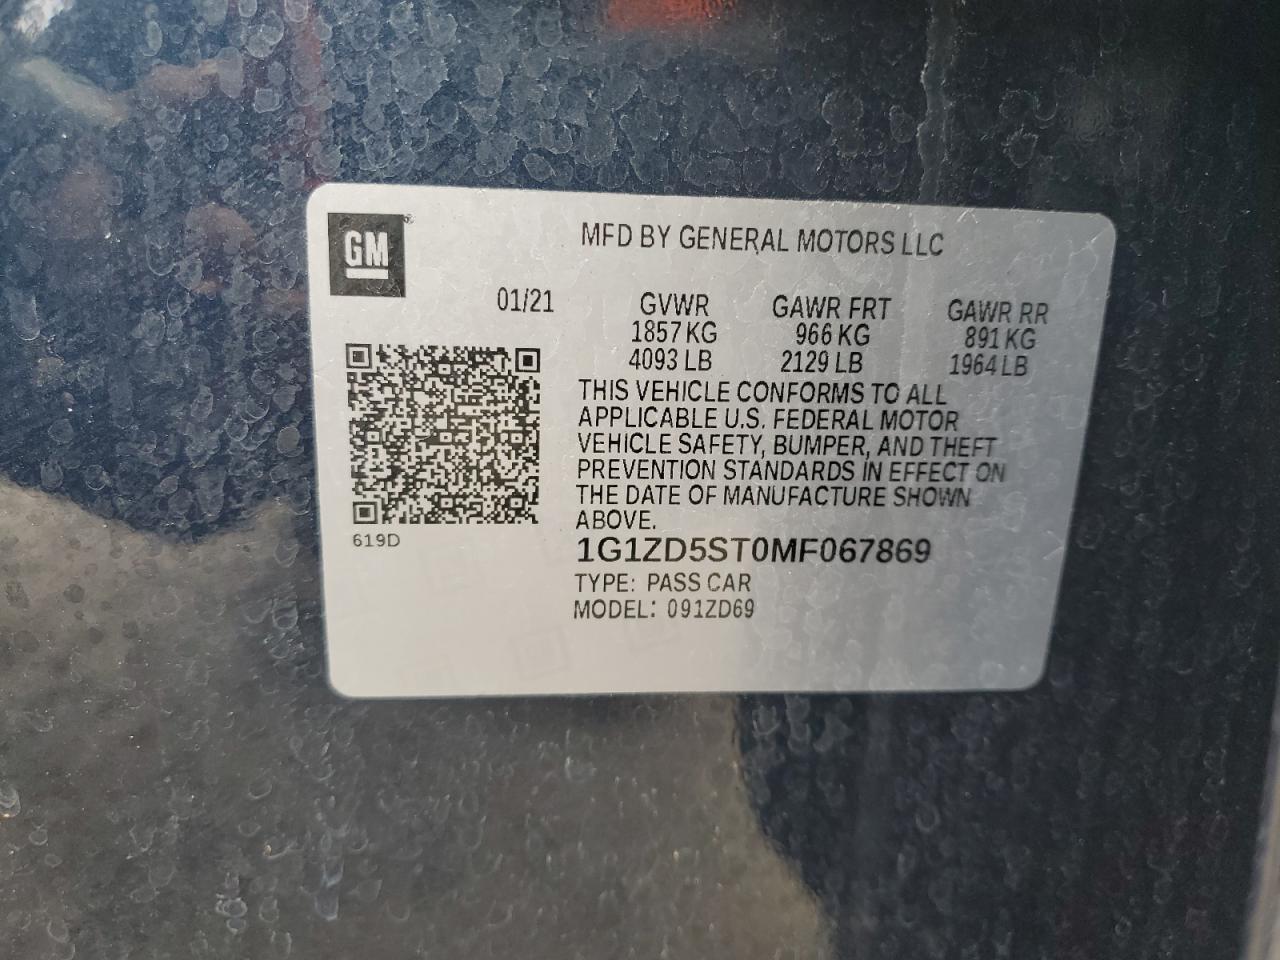 GM
MFD BY GENERAL MOTORS LLC
01/21 GVWR GAWR FRT GAWR RR
1857 KG 966 KG 891 KG
4093 LB 2129 LB 1964 LB
THIS VEHICLE CONFORMS TO ALL
APPLICABLE U.S. FEDERAL MOTOR
VEHICLE SAFETY, BUMPER, AND THEFT
PREVENTION STANDARDS IN EFFECT ON
THE DATE OF MANUFACTURE SHOWN
ABOVE.
619D
1G1ZD5ST0MF067869
TYPE: PASS CAR
MODEL: 091ZD69